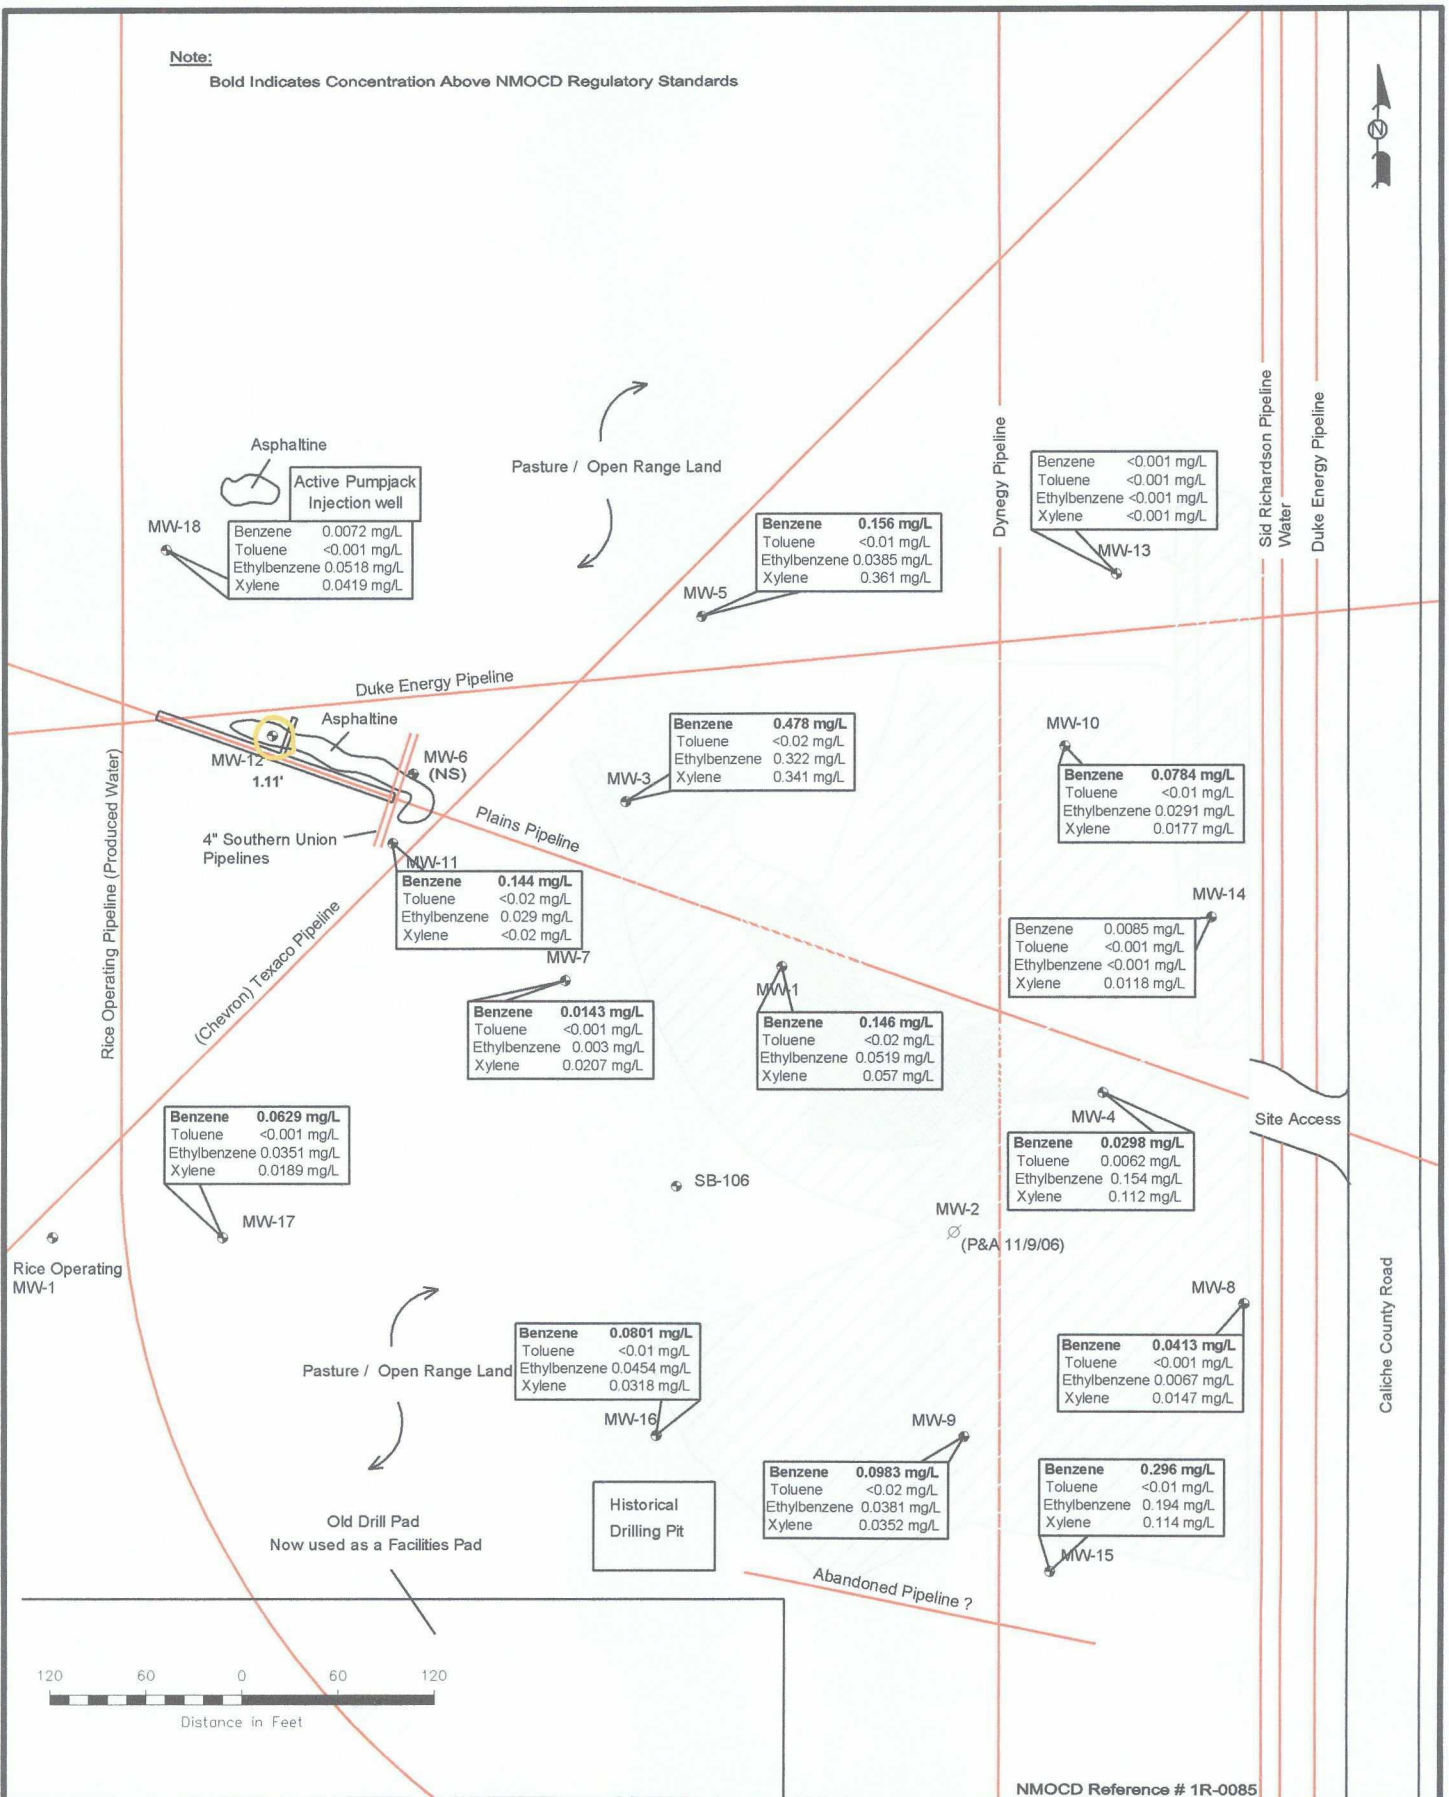 Note:
Bold Indicates Concentration Above NMOCD Regulatory Standards
N
Asphaltine
Active Pumpjack
Injection well
MW-18
Benzene 0.0072 mg/L
Toluene <0.001 mg/L
Ethylbenzene 0.0518 mg/L
Xylene 0.0419 mg/L
Pasture / Open Range Land
Dynegy Pipeline
Sid Richardson Pipeline
Water
Duke Energy Pipeline
Benzene <0.001 mg/L
Toluene <0.001 mg/L
Ethylbenzene <0.001 mg/L
Xylene <0.001 mg/L
MW-13
Benzene 0.156 mg/L
Toluene <0.01 mg/L
Ethylbenzene 0.0385 mg/L
Xylene 0.361 mg/L
MW-5
Duke Energy Pipeline
Asphaltine
MW-12
1.11'
MW-6
(NS)
Benzene 0.478 mg/L
Toluene <0.02 mg/L
Ethylbenzene 0.322 mg/L
Xylene 0.341 mg/L
MW-3
MW-10
Benzene 0.0784 mg/L
Toluene <0.01 mg/L
Ethylbenzene 0.0291 mg/L
Xylene 0.0177 mg/L
Plains Pipeline
4" Southern Union
Pipelines
Rice Operating Pipeline (Produced Water)
MW-11
Benzene 0.144 mg/L
Toluene <0.02 mg/L
Ethylbenzene 0.029 mg/L
Xylene <0.02 mg/L
(Chevron) Texaco Pipeline
MW-14
Benzene 0.0085 mg/L
Toluene <0.001 mg/L
Ethylbenzene <0.001 mg/L
Xylene 0.0118 mg/L
MW-7
Benzene 0.0143 mg/L
Toluene <0.001 mg/L
Ethylbenzene 0.003 mg/L
Xylene 0.0207 mg/L
MW-1
Benzene 0.146 mg/L
Toluene <0.02 mg/L
Ethylbenzene 0.0519 mg/L
Xylene 0.057 mg/L
Site Access
MW-4
Benzene 0.0298 mg/L
Toluene 0.0062 mg/L
Ethylbenzene 0.154 mg/L
Xylene 0.112 mg/L
Benzene 0.0629 mg/L
Toluene <0.001 mg/L
Ethylbenzene 0.0351 mg/L
Xylene 0.0189 mg/L
MW-17
SB-106
MW-2
(P&A 11/9/06)
Rice Operating
MW-1
Caliche County Road
MW-8
Benzene 0.0413 mg/L
Toluene <0.001 mg/L
Ethylbenzene 0.0067 mg/L
Xylene 0.0147 mg/L
Pasture / Open Range Land
Benzene 0.0801 mg/L
Toluene <0.01 mg/L
Ethylbenzene 0.0454 mg/L
Xylene 0.0318 mg/L
MW-16
MW-9
Benzene 0.0983 mg/L
Toluene <0.02 mg/L
Ethylbenzene 0.0381 mg/L
Xylene 0.0352 mg/L
Benzene 0.296 mg/L
Toluene <0.01 mg/L
Ethylbenzene 0.194 mg/L
Xylene 0.114 mg/L
MW-15
Historical
Drilling Pit
Old Drill Pad
Now used as a Facilities Pad
Abandoned Pipeline ?
120 60 0 60 120
Distance in Feet
NMOCD Reference # 1R-0085